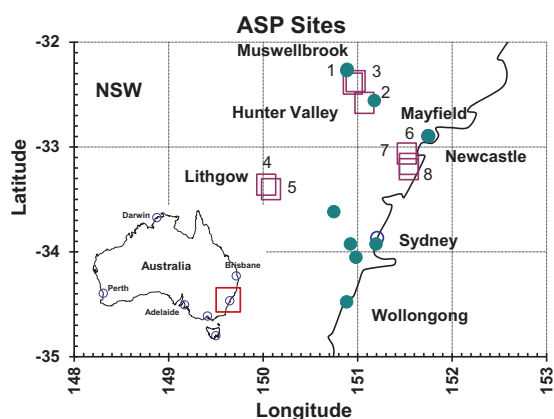 ASP Sites
-32
Muswellbrook
1
3
NSW
2
Hunter Valley
Mayfield
6
-33
7
Newcastle
4
8
Lithgow
5
Latitude
Darwin
Sydney
-34
Australia
Brisbane
Perth
Adelaide
Wollongong
-35
148
149
150
151
152
153
Longitude